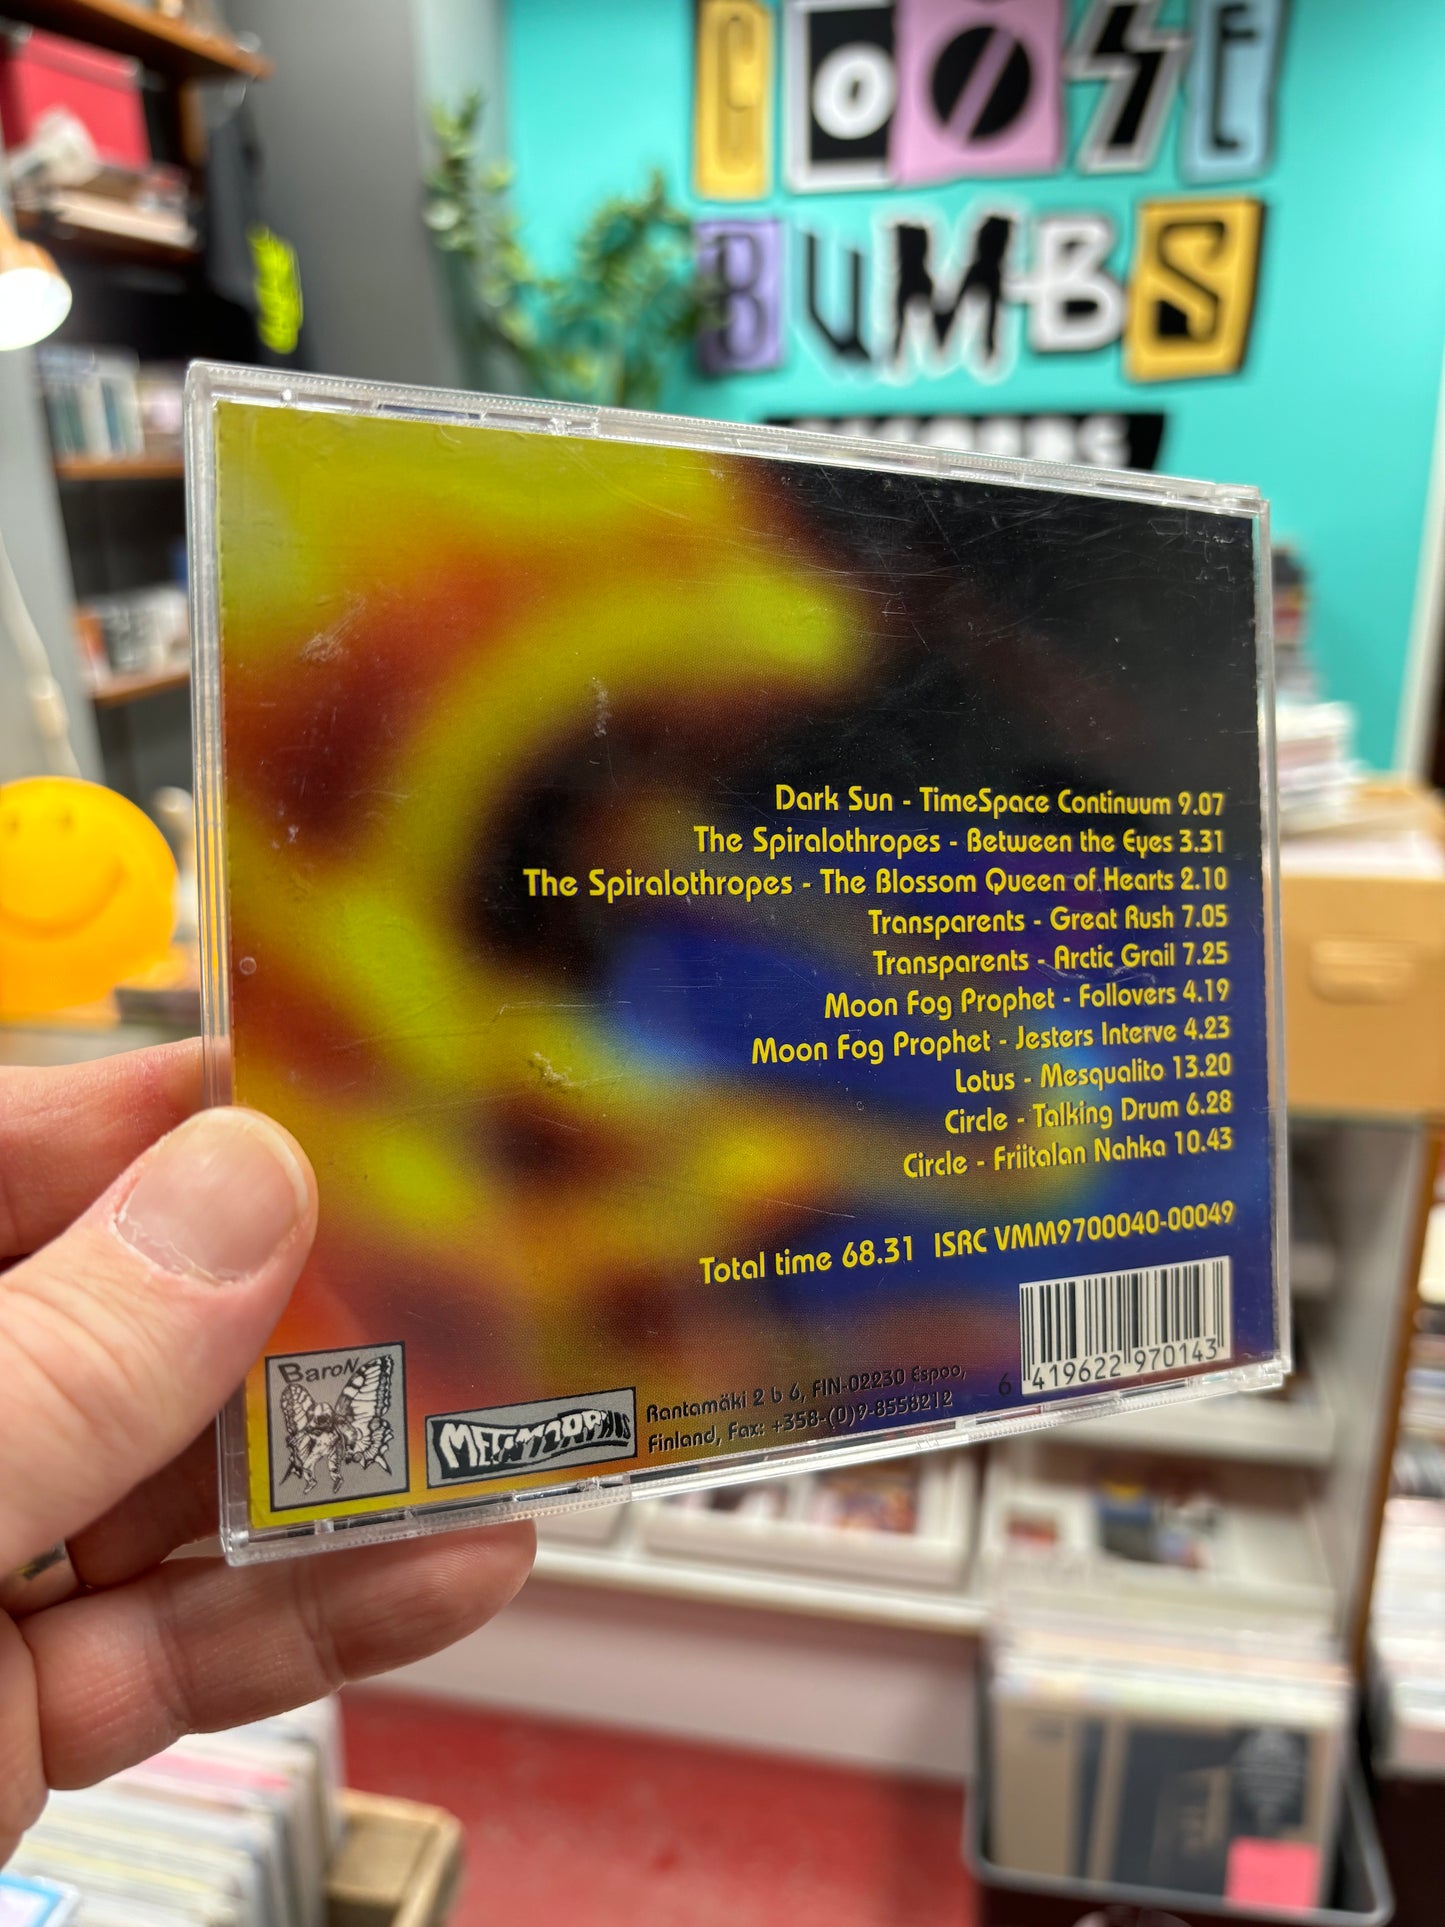 GOOSE
BUMBS
Dark Sun - TimeSpace Continuum 9.07
The Spiralothropes - Between the Eyes 3.31
The Spiralothropes - The Blossom Queen of Hearts 2.10
Transparents - Great Rush 7.05
Transparents - Arctic Grail 7.25
Moon Fog Prophet - Follovers 4.19
Moon Fog Prophet - Jesters Interve 4.23
Lotus - Mesqualito 13.20
Circle - Talking Drum 6.28
Circle - Friitalan Nahka 10.43
Total time 68.31 ISRC VMM9700040-00049
BaroN
METAMORPHOS
Rantamäki 2 b 6, FIN-02230 Espoo,
Finland, Fax: +358-(0)9-8558212
6 419622 970143